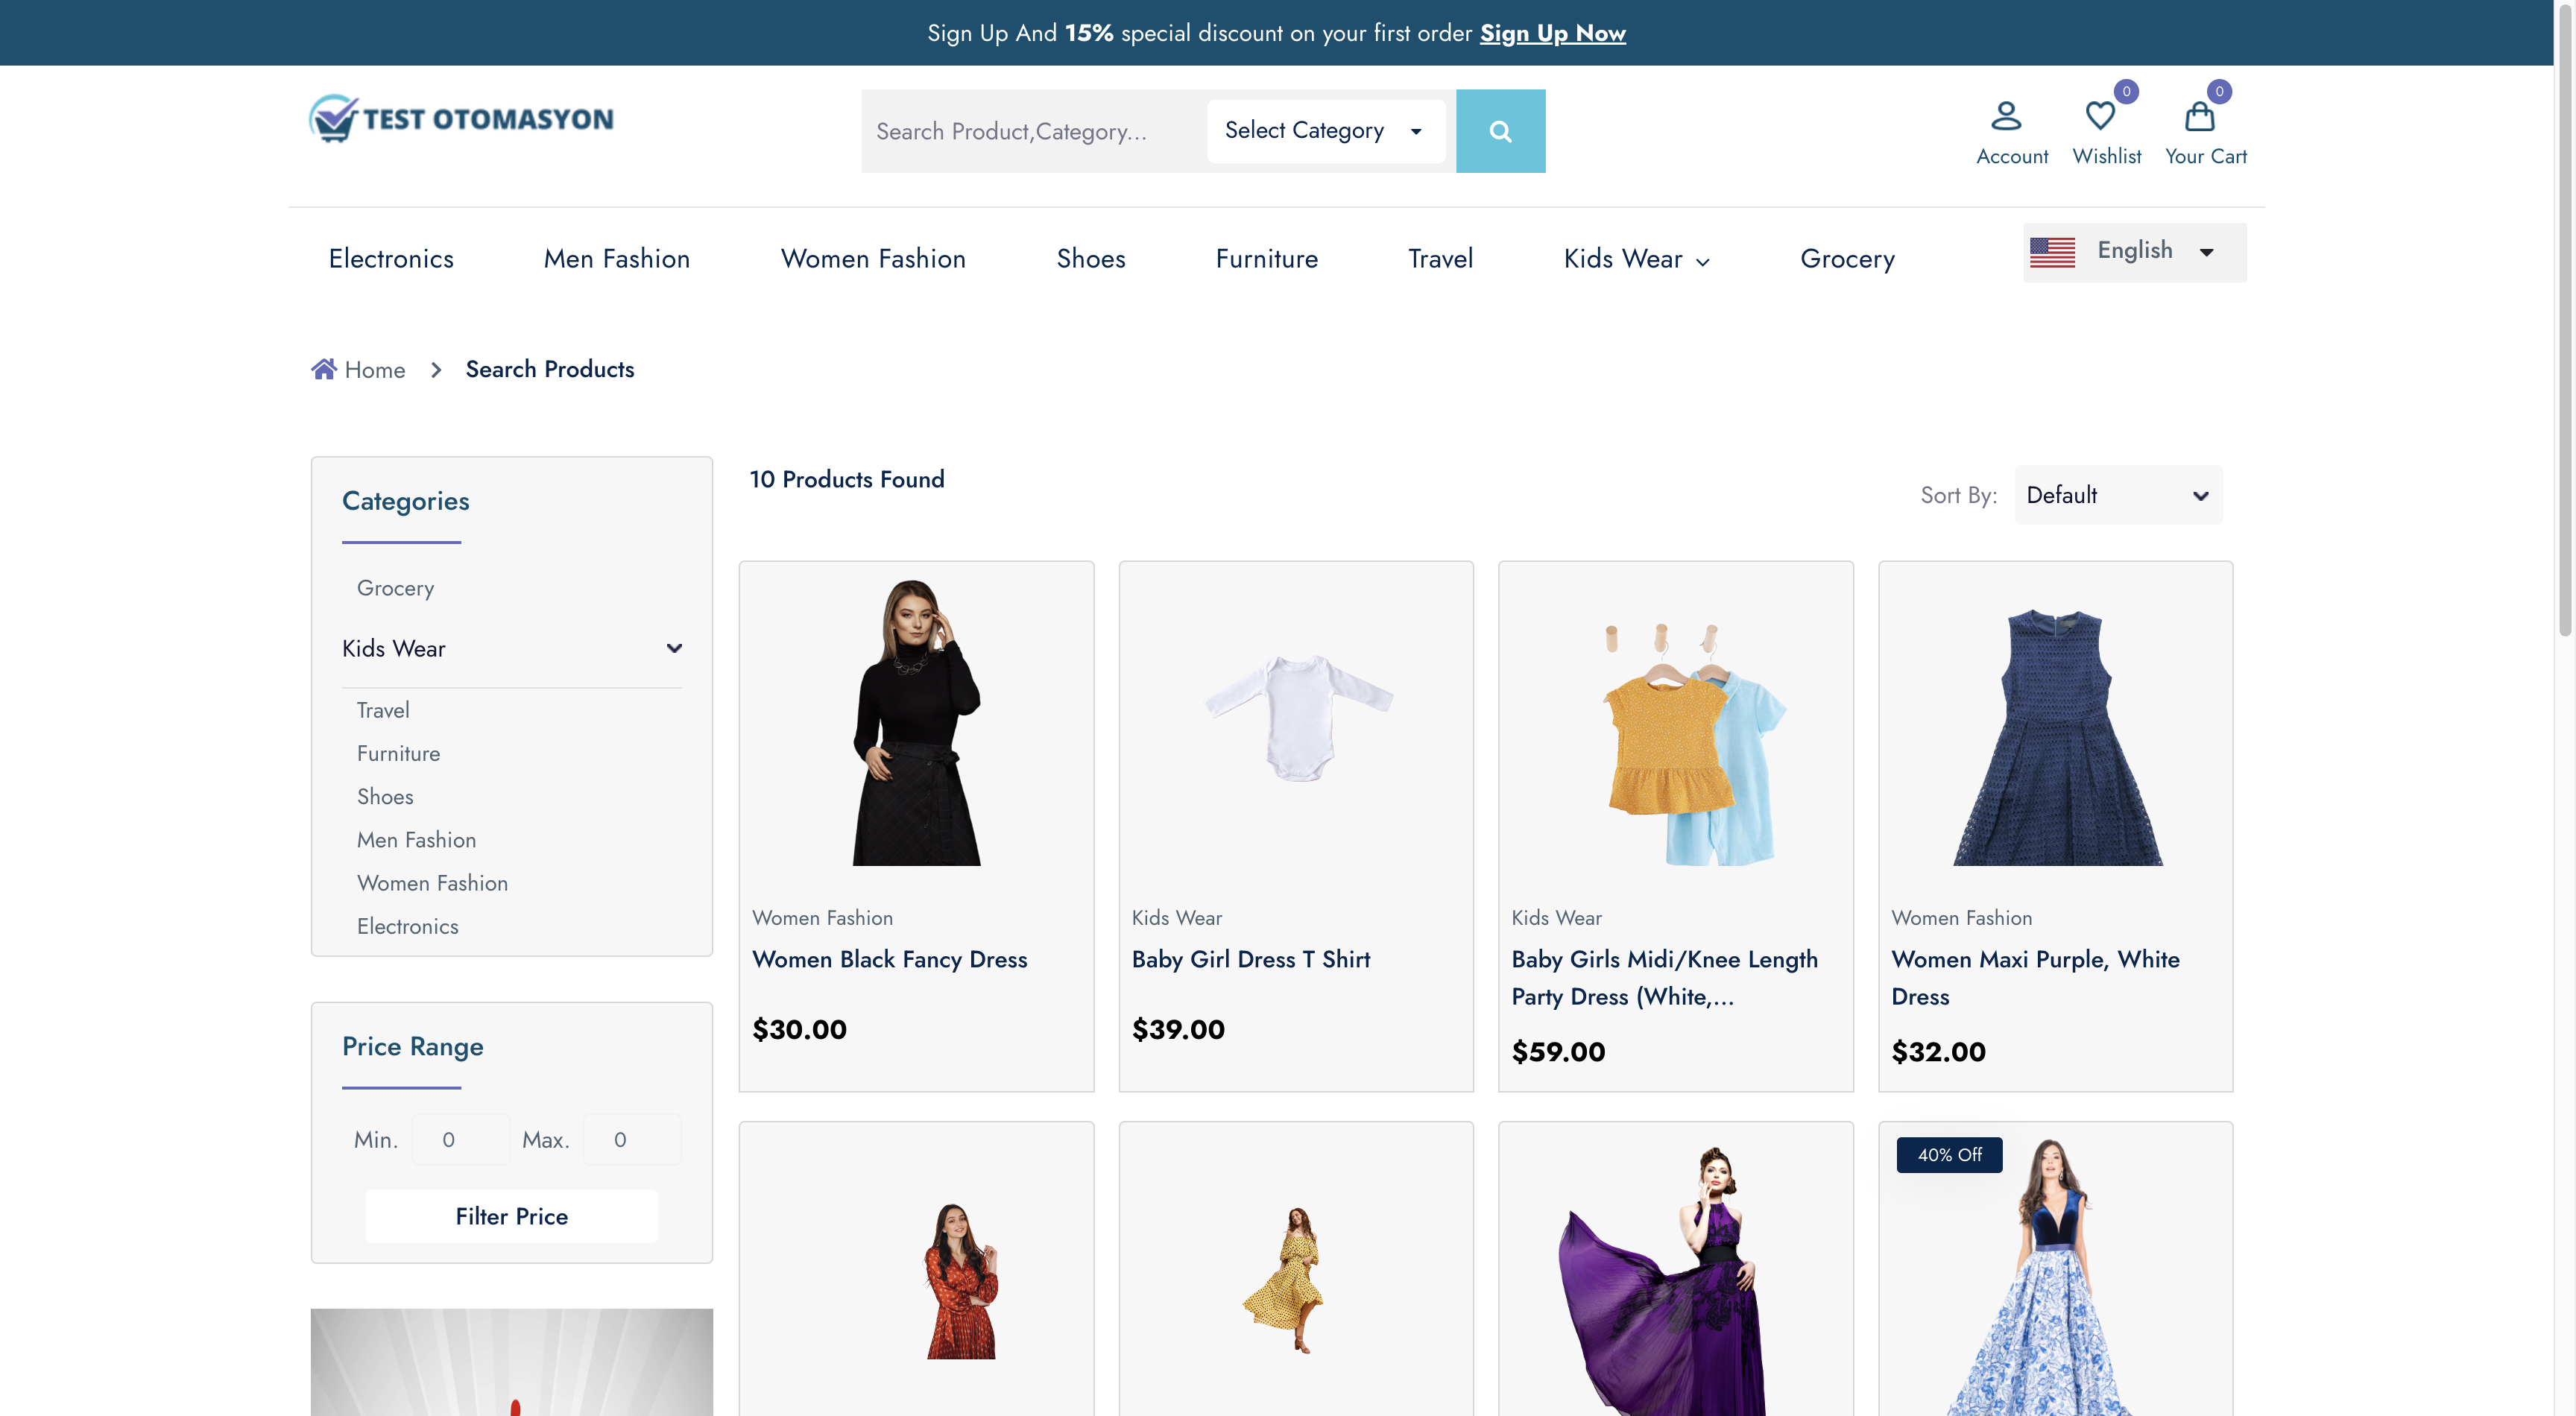 Sign Up And 15% special discount on your first order Sign Up Now
TEST OTOMASYON
Search Product,Category...
Select Category
0
0
Account
Wishlist
Your Cart
Electronics
Men Fashion
Women Fashion
Shoes
Furniture
Travel
Kids Wear
Grocery
English
Home
Search Products
Categories
Grocery
Kids Wear
Travel
Furniture
Shoes
Men Fashion
Women Fashion
Electronics
Price Range
Min. 0 Max. 0
Filter Price
10 Products Found
Sort By: Default
Women Fashion
Women Black Fancy Dress
$30.00
Kids Wear
Baby Girl Dress T Shirt
$39.00
Kids Wear
Baby Girls Midi/Knee Length
Party Dress (White,...
$59.00
Women Fashion
Women Maxi Purple, White
Dress
$32.00
40% Off